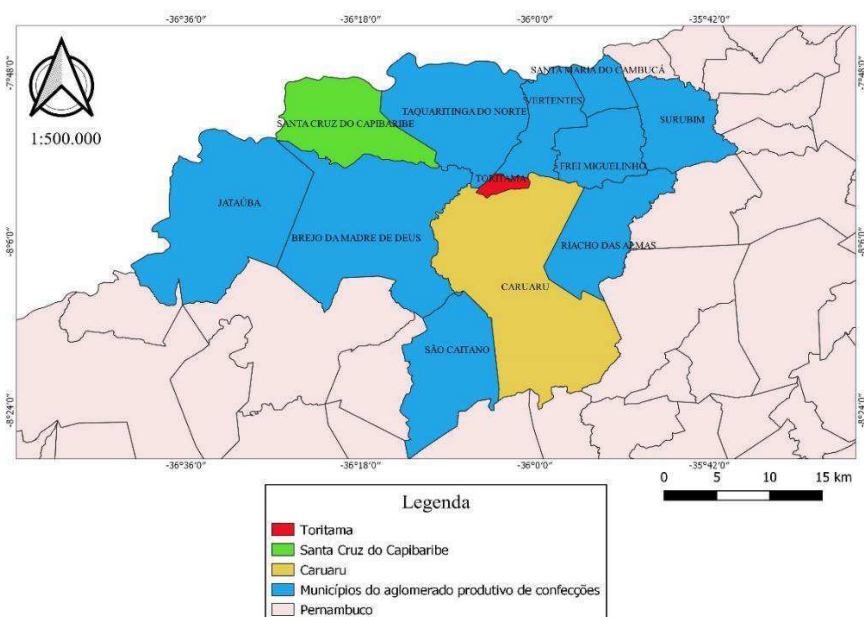 -36°36'0" -36°18'0" -36°0'0" -35°42'0"
-7°48'0" -7°48'0"
1:500.000
SANTA MARIA DO CAMBUCÁ
VERTENTES
TAQUARITINGA DO NORTE
SANTA CRUZ DO CAPIBARIBE
SURUBIM
FREI MIGUELINHO
TORITAMA
JATAÚBA
BREJO DA MADRE DE DEUS
RIACHO DAS ALMAS
-8°6'0" -8°6'0"
CARUARU
SÃO CAITANO
-8°24'0" -8°24'0"
-36°36'0" -36°18'0" -36°0'0" -35°42'0"
0 5 10 15 km
Legenda
Toritama
Santa Cruz do Capibaribe
Caruaru
Municípios do aglomerado produtivo de confecções
Pernambuco